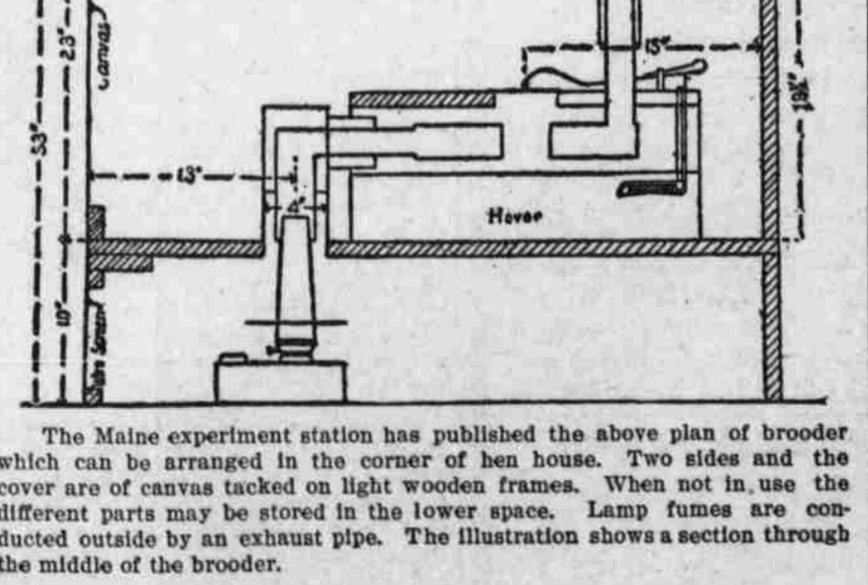 23"
Canvas
15"
33"
13"
4"
Hover
10"
Wire Screen
The Maine experiment station has published the above plan of brooder
which can be arranged in the corner of hen house. Two sides and the
cover are of canvas tacked on light wooden frames. When not in use the
different parts may be stored in the lower space. Lamp fumes are con-
ducted outside by an exhaust pipe. The illustration shows a section through
the middle of the brooder.